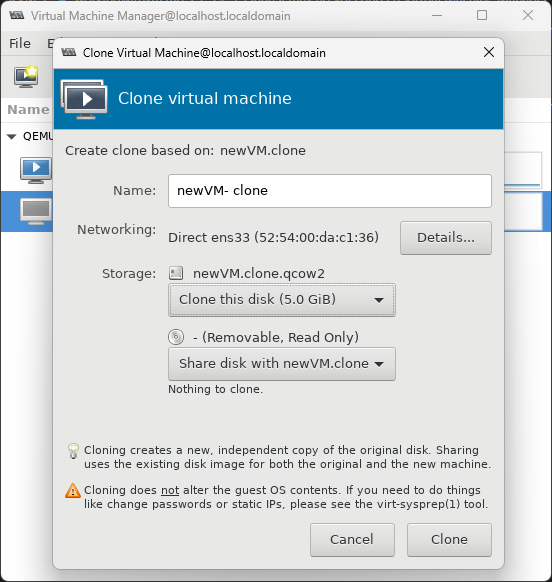 Virtual Machine Manager@localhost.localdomain
File
Clone Virtual Machine@localhost.localdomain
Clone virtual machine
Name
QEMU
Create clone based on: newVM.clone
Name: newVM- clone
Networking: Direct ens33 (52:54:00:da:c1:36) Details...
Storage: newVM.clone.qcow2
Clone this disk (5.0 GiB)
- (Removable, Read Only)
Share disk with newVM.clone
Nothing to clone.
Cloning creates a new, independent copy of the original disk. Sharing
uses the existing disk image for both the original and the new machine.
Cloning does not alter the guest OS contents. If you need to do things
like change passwords or static IPs, please see the virt-sysprep(1) tool.
Cancel Clone